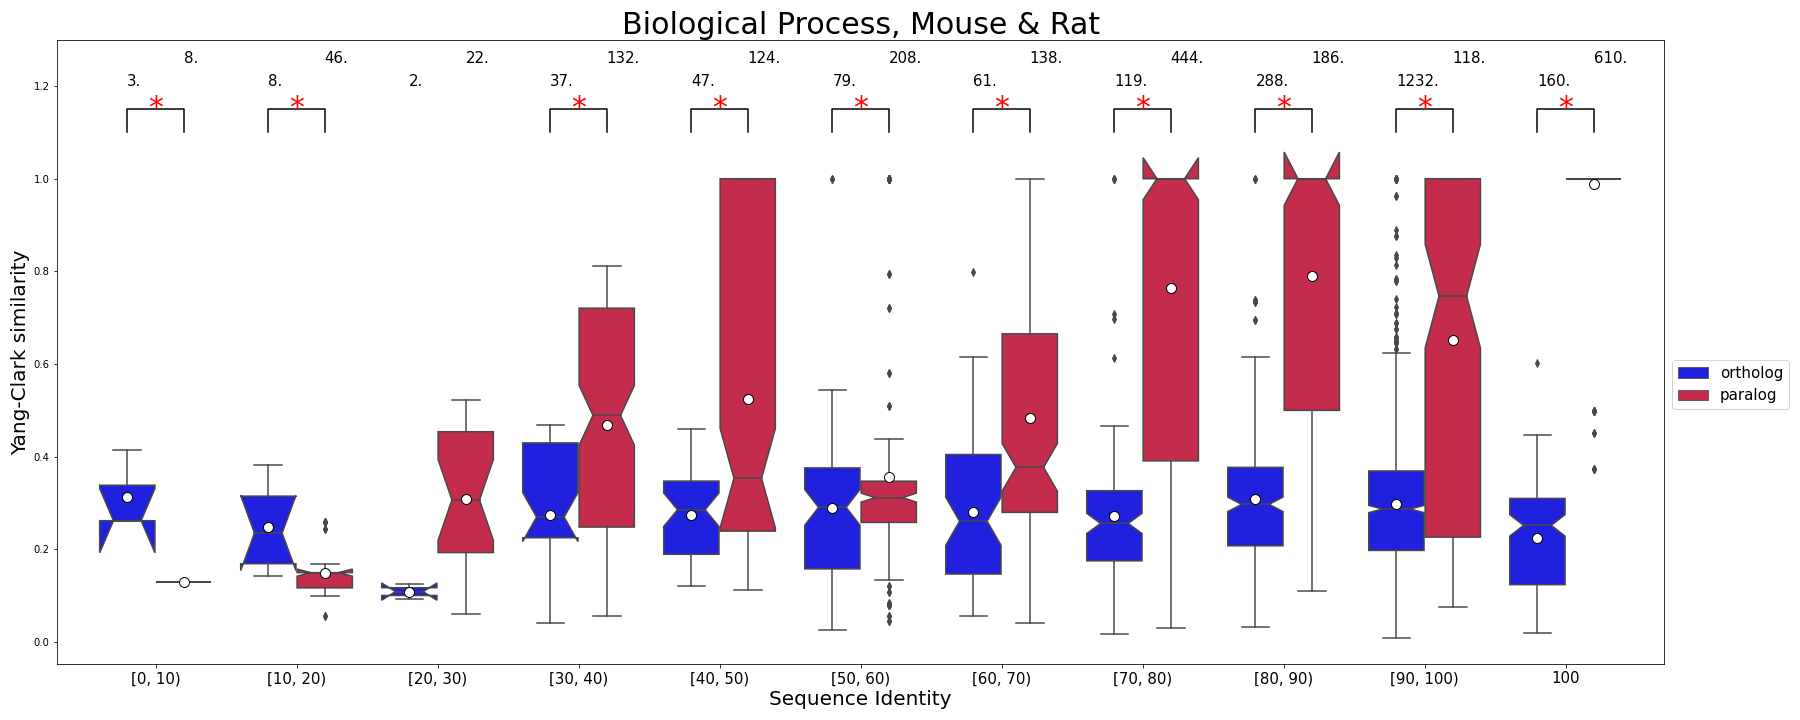 Biological Process, Mouse & Rat
8. 46. 22. 132. 124. 208. 138. 444. 186. 118. 610.
3. 8. 2. 37. 47. 79. 61. 119. 288. 1232. 160.
* * * * * * * * * *
1.2
1.0
0.8
0.6
0.4
0.2
0.0
Yang-Clark similarity
ortholog
paralog
[0, 10) [10, 20) [20, 30) [30, 40) [40, 50) [50, 60) [60, 70) [70, 80) [80, 90) [90, 100) 100
Sequence Identity